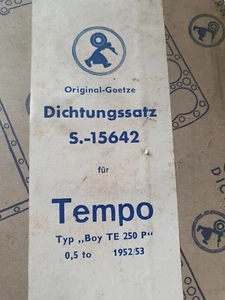 Original-Goetze
Dichtungssatz
S.-15642
für
Tempo
Typ „Boy TE 250 P"
0,5 to 1952/53